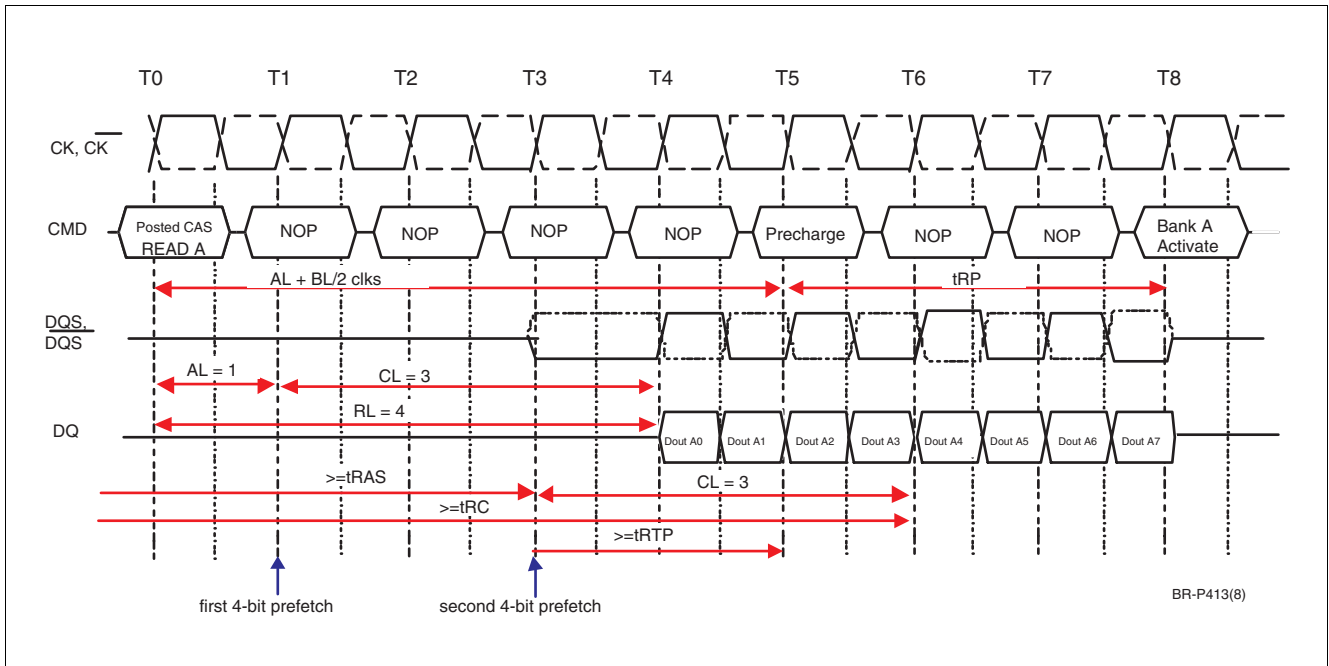 T0 T1 T2 T3 T4 T5 T6 T7 T8
CK, CK
CMD
Posted CAS
READ A
NOP
NOP
NOP
NOP
Precharge
NOP
NOP
Bank A
Activate
AL + BL/2 clks
tRP
DQS,
DQS
AL = 1
CL = 3
RL = 4
DQ
Dout A0 Dout A1 Dout A2 Dout A3 Dout A4 Dout A5 Dout A6 Dout A7
>=tRAS
CL = 3
>=tRC
>=tRTP
first 4-bit prefetch
second 4-bit prefetch
BR-P413(8)